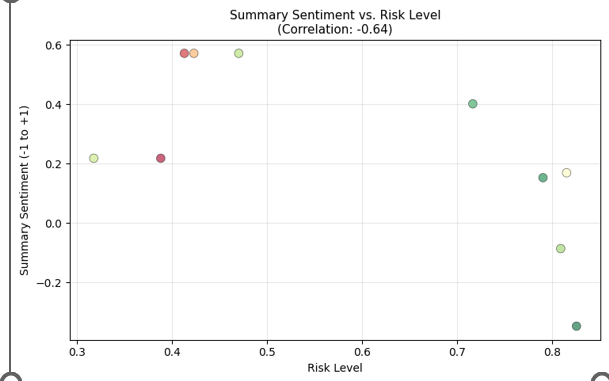 Summary Sentiment vs. Risk Level
(Correlation: -0.64)
Summary Sentiment (-1 to +1)
0.6
0.4
0.2
0.0
−0.2
0.3 0.4 0.5 0.6 0.7 0.8
Risk Level